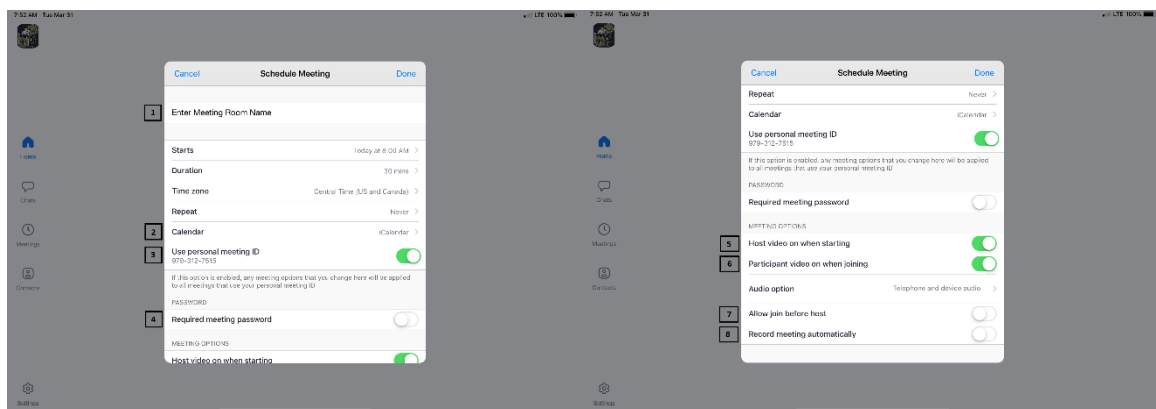 7:52 AM Tue Mar 31
LTE 100%
Cancel Schedule Meeting Done
1 Enter Meeting Room Name
Starts Today at 8:00 AM
Duration 30 mins
Time zone Central Time (US and Canada)
Repeat Never
2 Calendar iCalendar
3 Use personal meeting ID
979-312-7515
If this option is enabled, any meeting options that you change here will be applied
to all meetings that use your personal meeting ID
PASSWORD
4 Required meeting password
MEETING OPTIONS
Host video on when starting
Home
Chats
Meetings
Contacts
Settings
7:52 AM Tue Mar 31
LTE 100%
Cancel Schedule Meeting Done
Repeat Never
Calendar iCalendar
Use personal meeting ID
979-312-7515
If this option is enabled, any meeting options that you change here will be applied
to all meetings that use your personal meeting ID
PASSWORD
Required meeting password
MEETING OPTIONS
5 Host video on when starting
6 Participant video on when joining
Audio option Telephone and device audio
7 Allow join before host
8 Record meeting automatically
Home
Chats
Meetings
Contacts
Settings